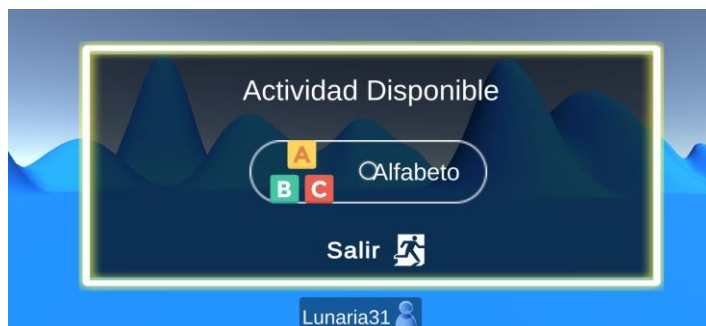 Actividad Disponible
A
B C
Alfabeto
Salir
Lunaria31